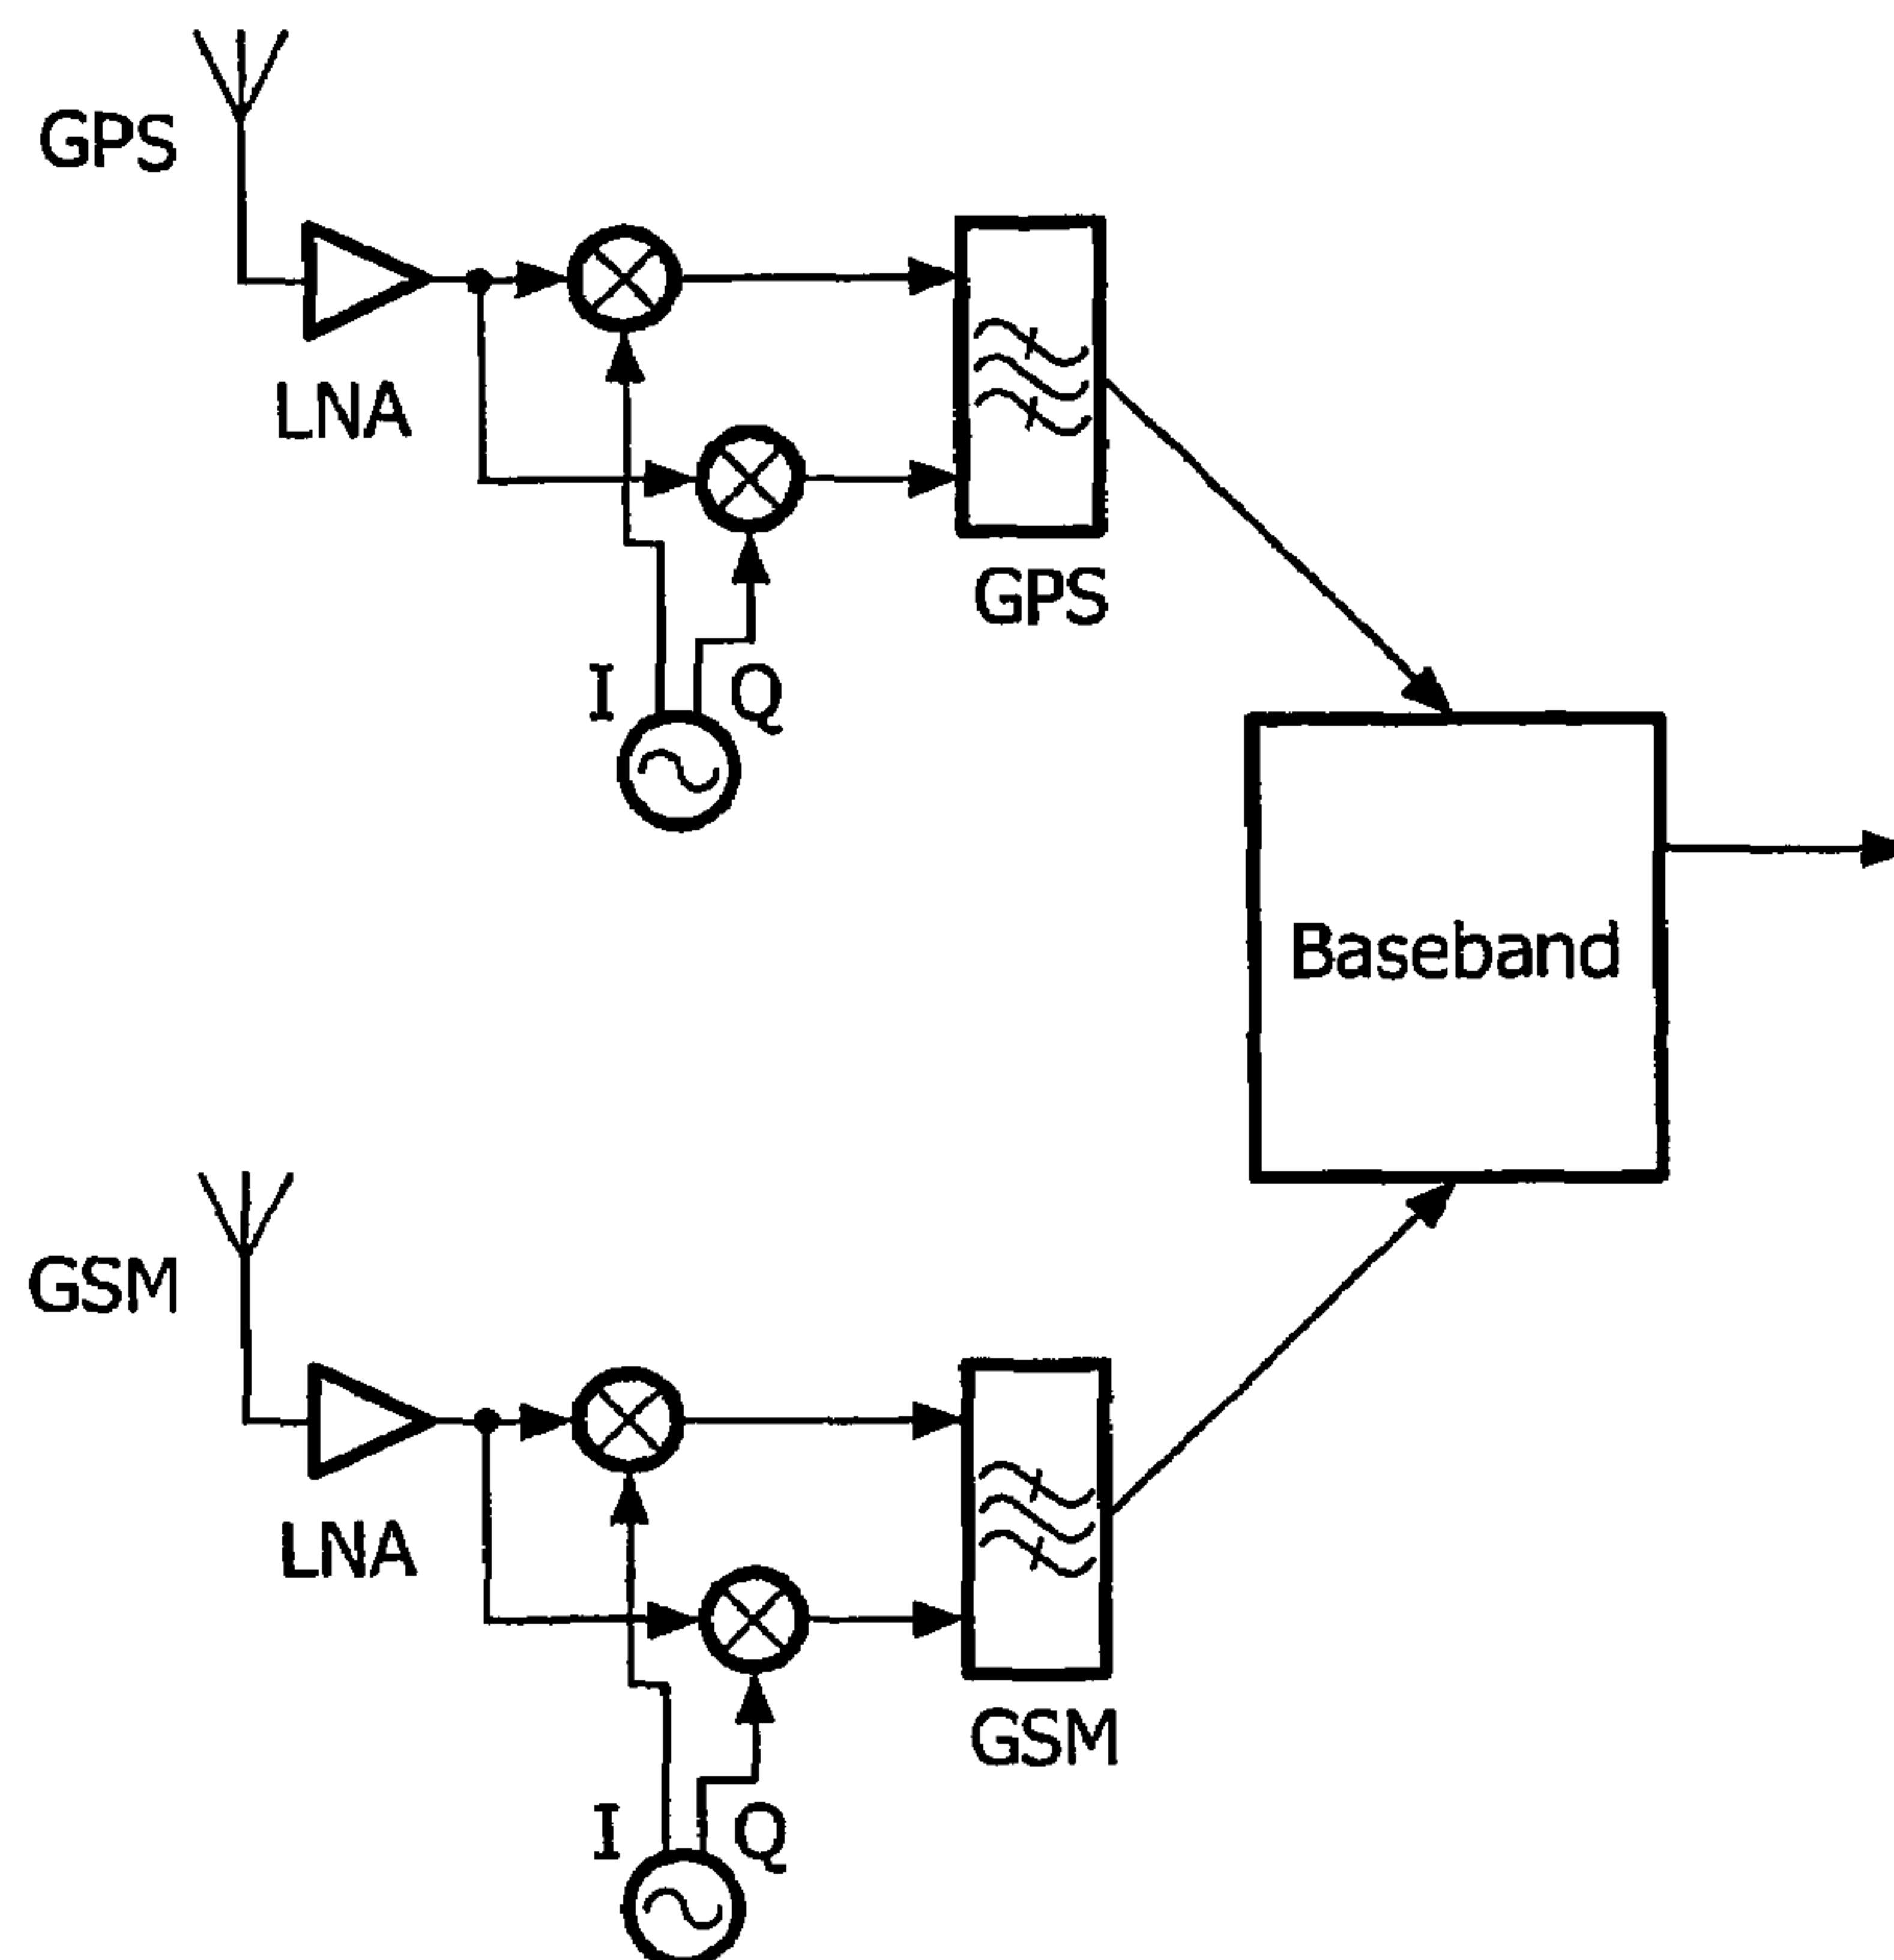 GPS
LNA
GPS
I
Q
Baseband
GSM
LNA
GSM
I
Q